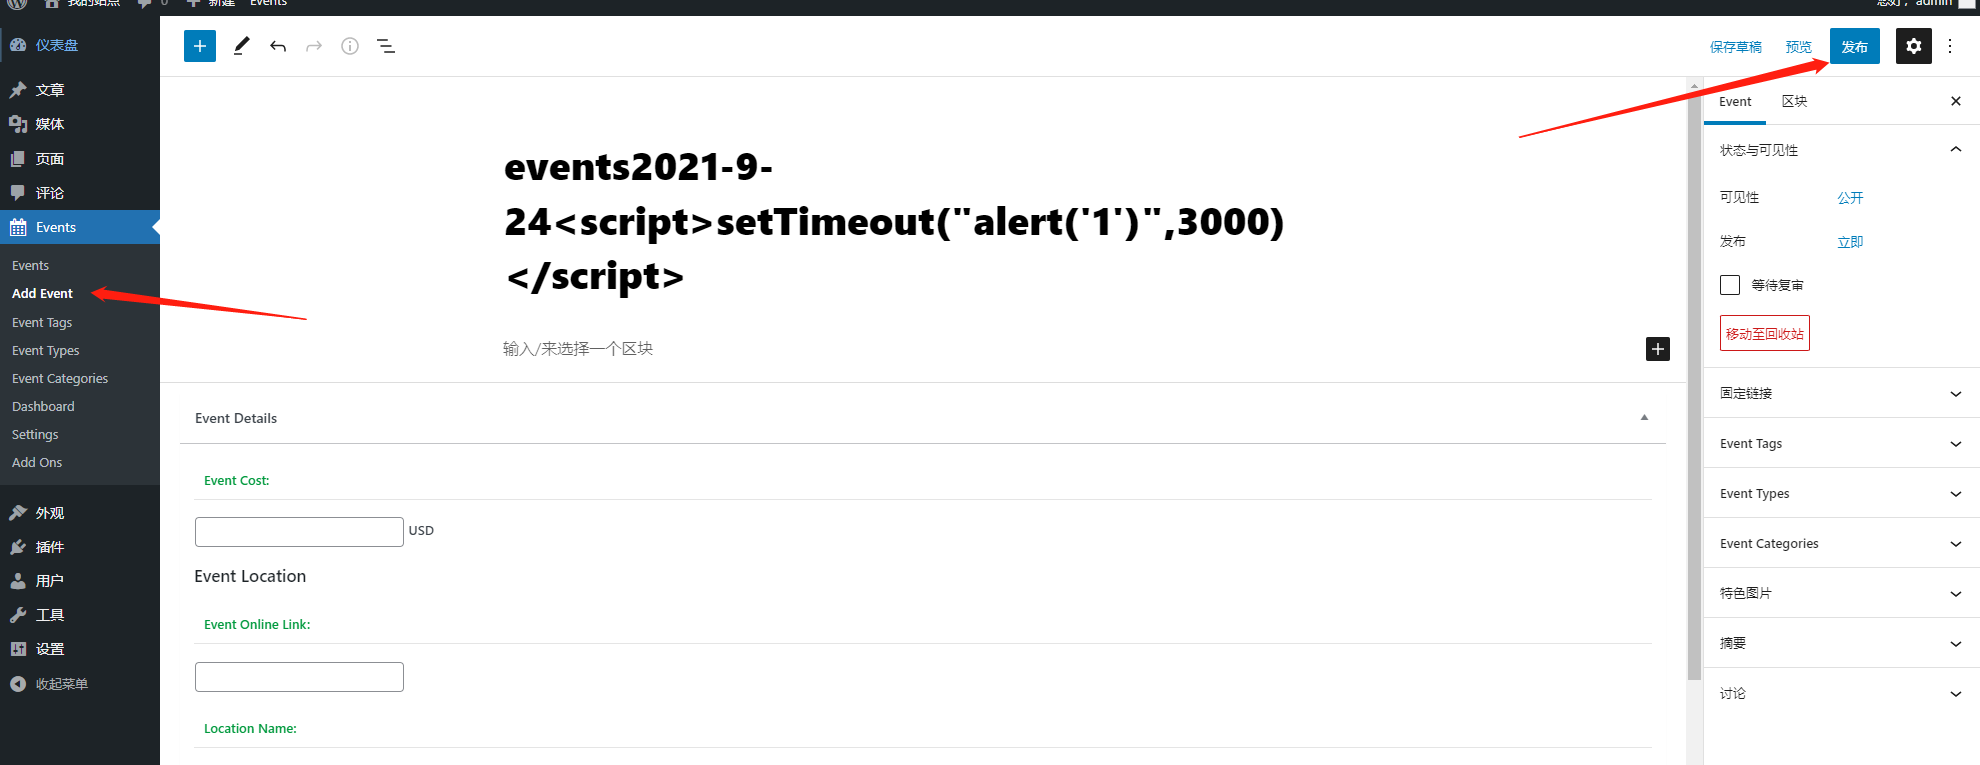 我的站点 0 新建 Events
您好，admin
仪表盘
文章
媒体
页面
评论
Events
Events
Add Event
Event Tags
Event Types
Event Categories
Dashboard
Settings
Add Ons
外观
插件
用户
工具
设置
收起菜单
保存草稿 预览 发布
events2021-9-
24<script>setTimeout("alert('1')",3000)
</script>
输入/来选择一个区块
Event Details
Event Cost:
USD
Event Location
Event Online Link:
Location Name:
Event 区块
状态与可见性
可见性 公开
发布 立即
等待复审
移动至回收站
固定链接
Event Tags
Event Types
Event Categories
特色图片
摘要
讨论